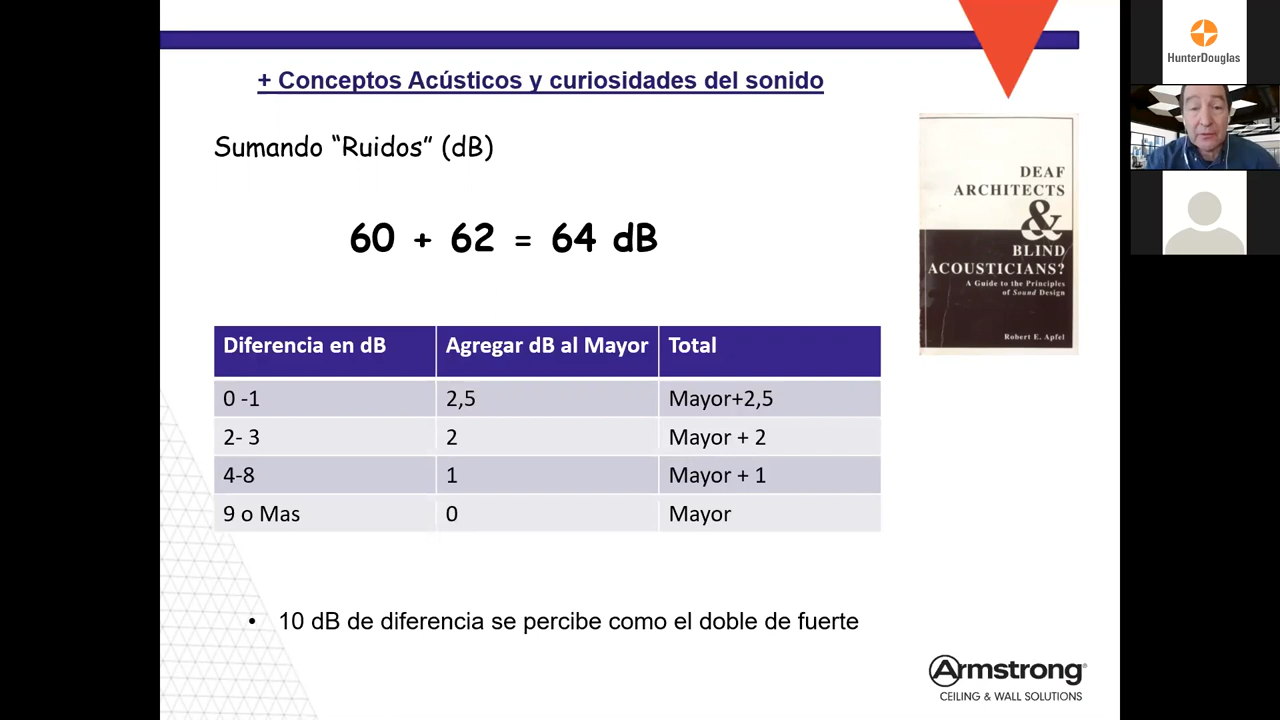 + Conceptos Acústicos y curiosidades del sonido
Sumando “Ruidos” (dB)
60 + 62 = 64 dB
Diferencia en dB Agregar dB al Mayor Total
0 -1 2,5 Mayor+2,5
2- 3 2 Mayor + 2
4-8 1 Mayor + 1
9 o Mas 0 Mayor
• 10 dB de diferencia se percibe como el doble de fuerte
DEAF
ARCHITECTS
&
BLIND
ACOUSTICIANS?
A Guide to the Principles
of Sound Design
Robert E. Apfel
Armstrong®
CEILING & WALL SOLUTIONS
HunterDouglas